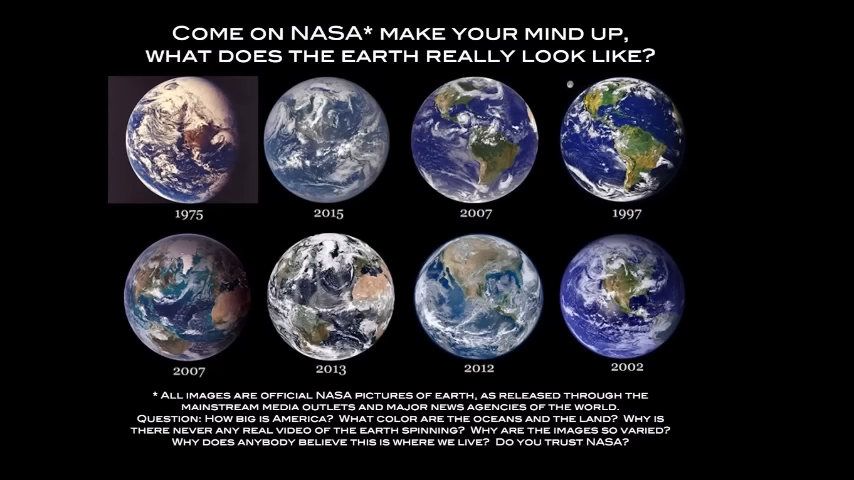 Come on NASA* make your mind up,
what does the earth really look like?
1975 2015 2007 1997
2007 2013 2012 2002
* All images are official NASA pictures of earth, as released through the
mainstream media outlets and major news agencies of the world.
Question: How big is America? What color are the oceans and the land? Why is
there never any real video of the earth spinning? Why are the images so varied?
Why does anybody believe this is where we live? Do you trust NASA?